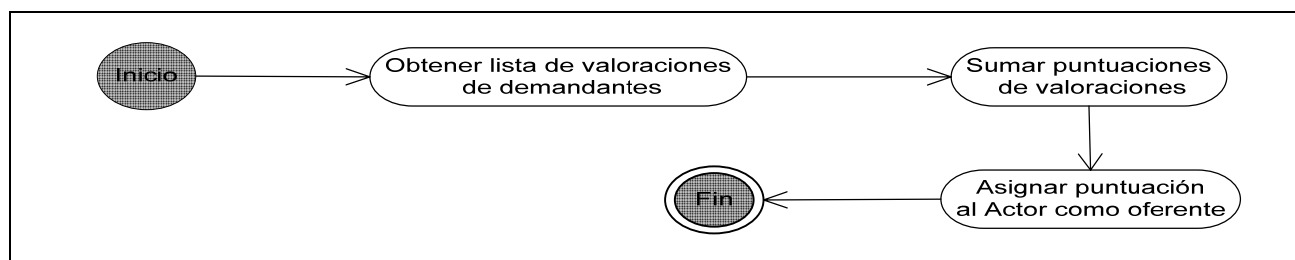 Inicio
Obtener lista de valoraciones
de demandantes
Sumar puntuaciones
de valoraciones
Asignar puntuación
al Actor como oferente
Fin